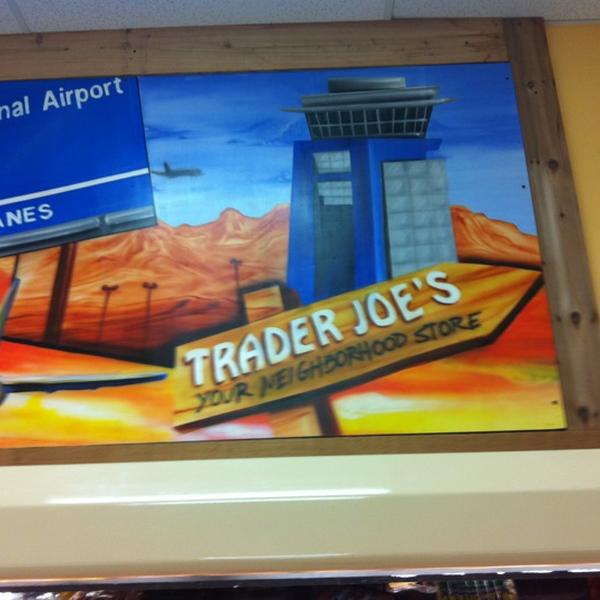 nal Airport
ANES
TRADER JOE'S
YOUR NEIGHBORHOOD STORE